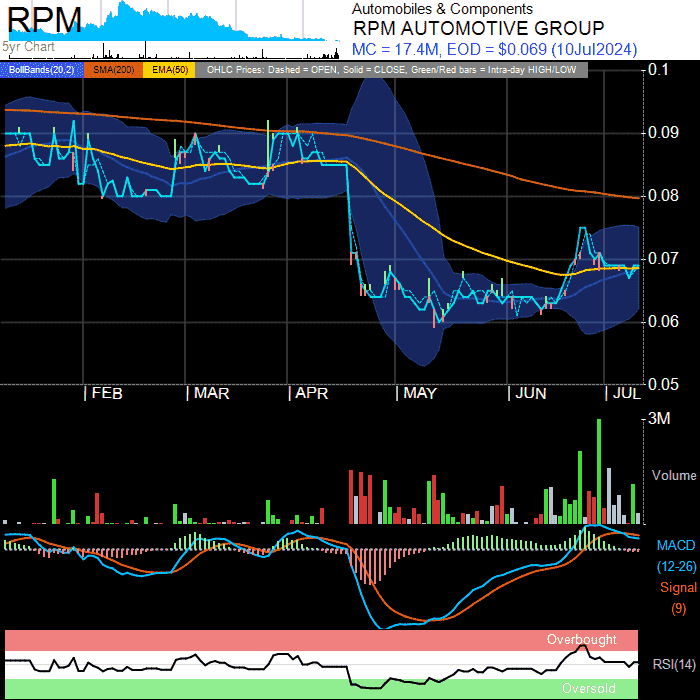 RPM
5yr Chart
Automobiles & Components
RPM AUTOMOTIVE GROUP
MC = 17.4M, EOD = $0.069 (10Jul2024)
BollBands(20,2) SMA(200) EMA(50) OHLC Prices: Dashed = OPEN, Solid = CLOSE, Green/Red bars = Intra-day HIGH/LOW
0.1
0.09
0.08
0.07
0.06
0.05
FEB MAR APR MAY JUN JUL
3M
Volume
MACD
(12-26)
Signal
(9)
Overbought
RSI(14)
Oversold